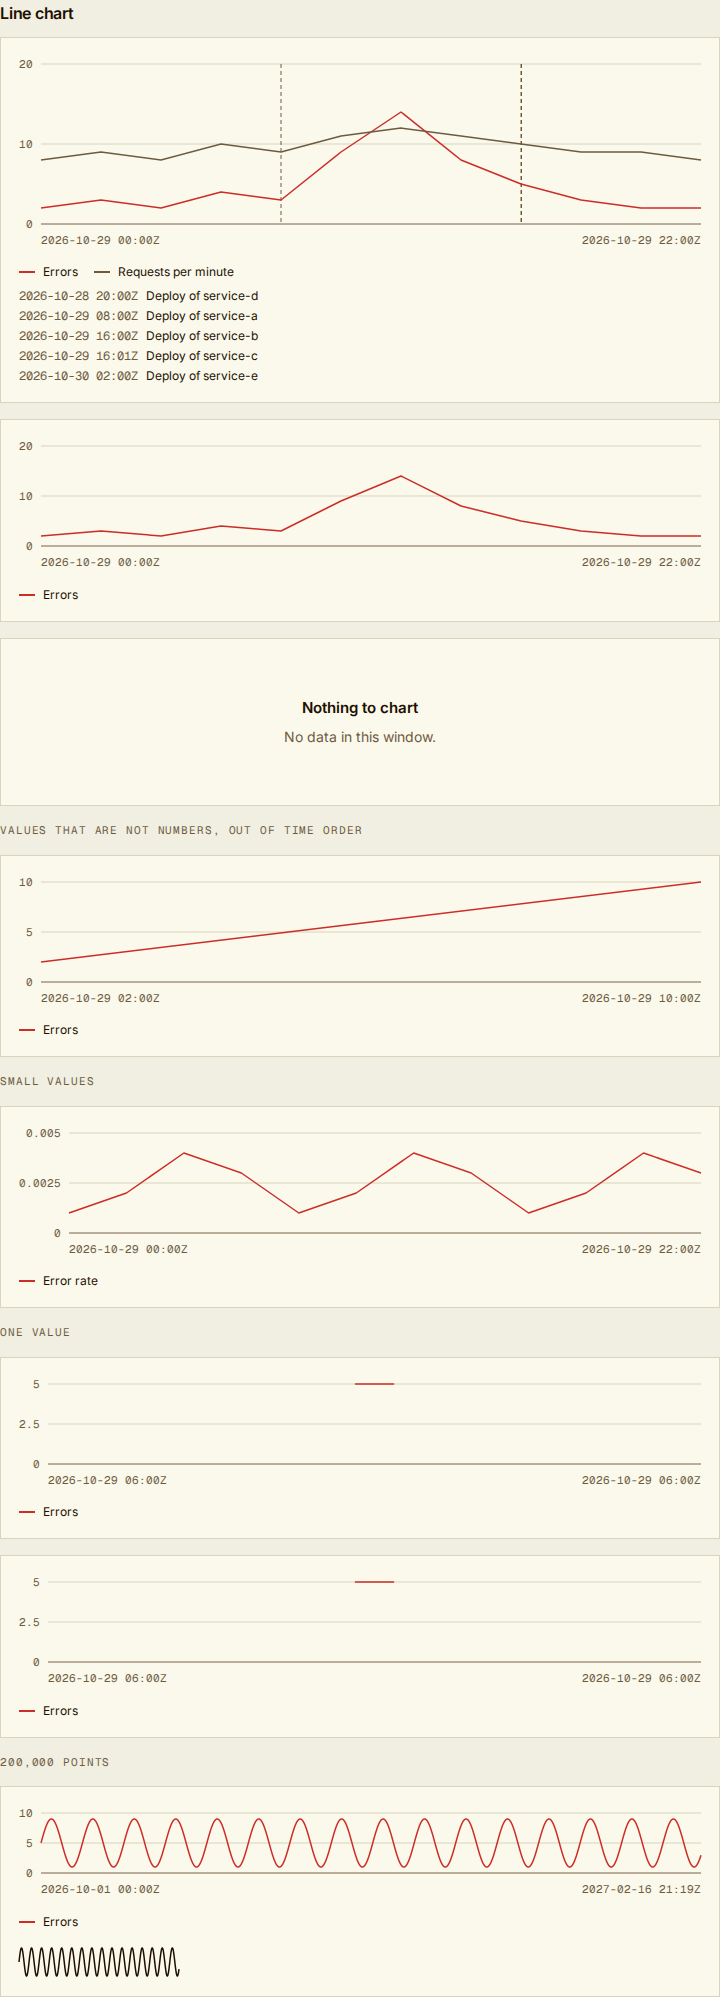 Line chart
20
10
0
2026-10-29 00:00Z 2026-10-29 22:00Z
Errors Requests per minute
2026-10-28 20:00Z Deploy of service-d
2026-10-29 08:00Z Deploy of service-a
2026-10-29 16:00Z Deploy of service-b
2026-10-29 16:01Z Deploy of service-c
2026-10-30 02:00Z Deploy of service-e
20
10
0
2026-10-29 00:00Z 2026-10-29 22:00Z
Errors
Nothing to chart
No data in this window.
VALUES THAT ARE NOT NUMBERS, OUT OF TIME ORDER
10
5
0
2026-10-29 02:00Z 2026-10-29 10:00Z
Errors
SMALL VALUES
0.005
0.0025
0
2026-10-29 00:00Z 2026-10-29 22:00Z
Error rate
ONE VALUE
5
2.5
0
2026-10-29 06:00Z 2026-10-29 06:00Z
Errors
5
2.5
0
2026-10-29 06:00Z 2026-10-29 06:00Z
Errors
200,000 POINTS
10
5
0
2026-10-01 00:00Z 2027-02-16 21:19Z
Errors